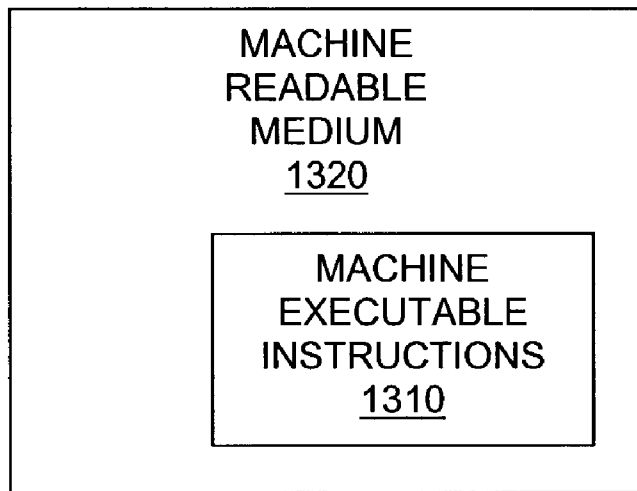 MACHINE
READABLE
MEDIUM
1320
MACHINE
EXECUTABLE
INSTRUCTIONS
1310